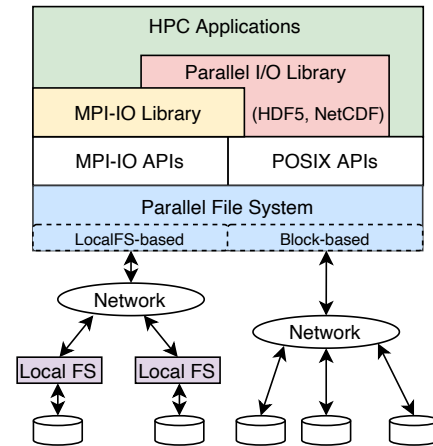 HPC Applications
Parallel I/O Library
(HDF5, NetCDF)
MPI-IO Library
MPI-IO APIs
POSIX APIs
Parallel File System
LocalFS-based
Block-based
Network
Network
Local FS
Local FS